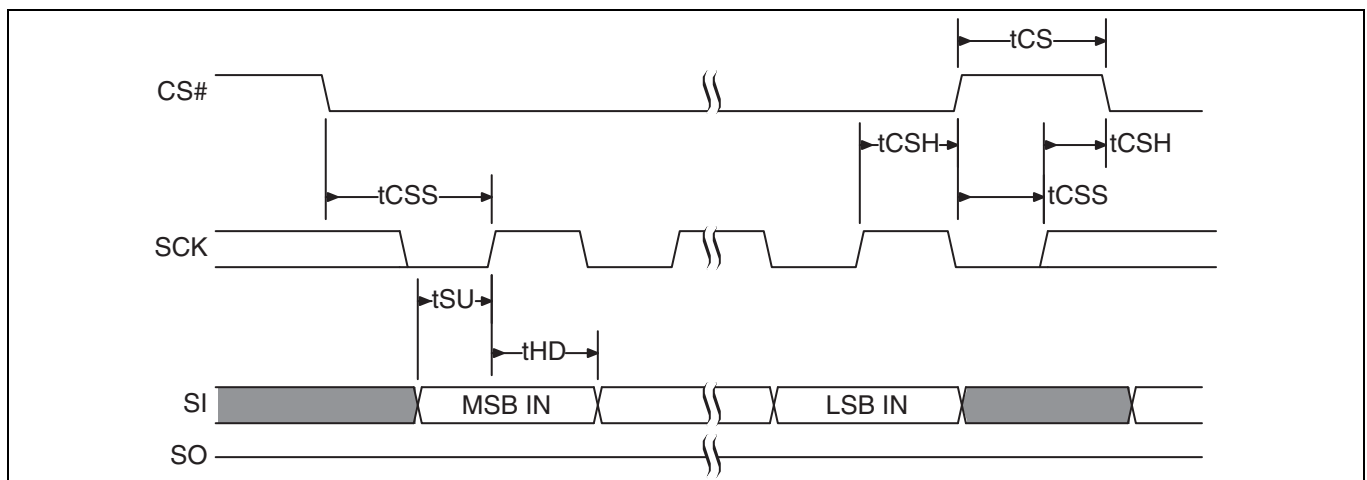 tCS
CS#
tCSH
tCSH
tCSS
tCSS
SCK
tSU
tHD
SI
MSB IN
LSB IN
SO